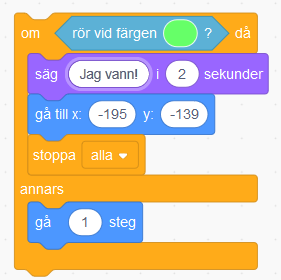 om rör vid färgen ? då
säg Jag vann! i 2 sekunder
gå till x: -195 y: -139
stoppa alla
annars
gå 1 steg